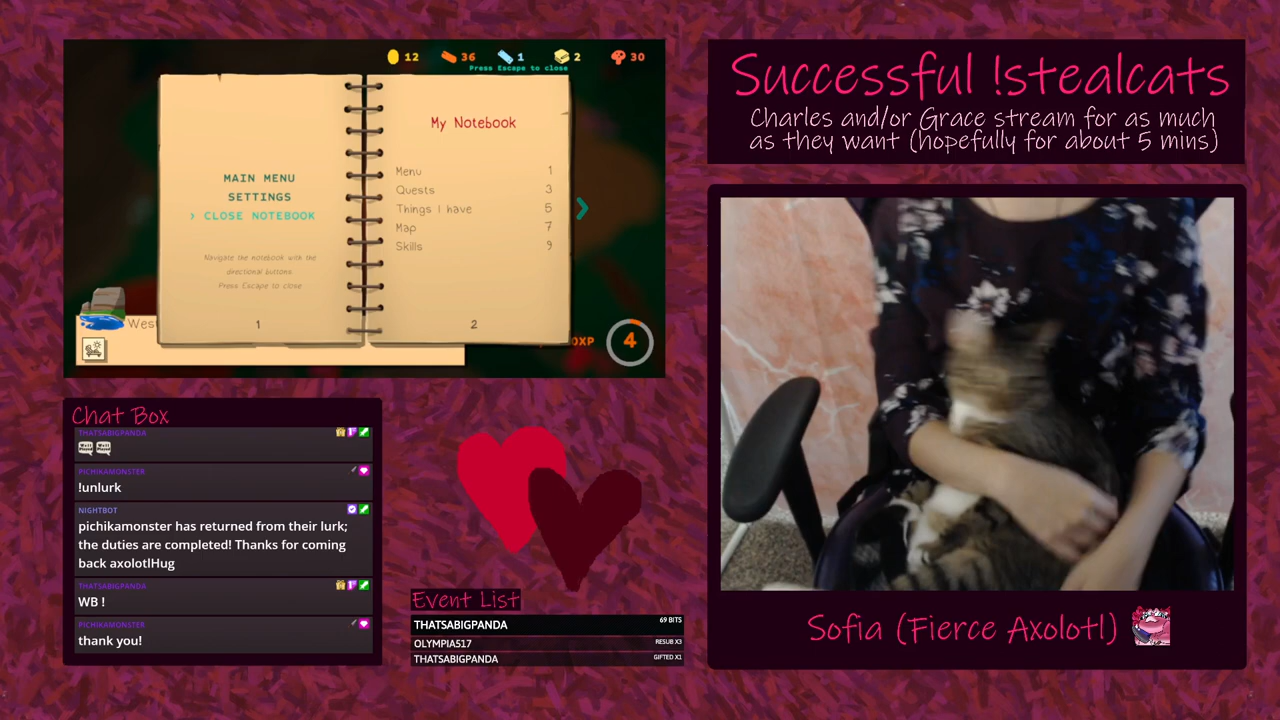 12 36 1 2 30
Press Escape to close
MAIN MENU
SETTINGS
› CLOSE NOTEBOOK
Navigate the notebook with the
directional buttons.
Press Escape to close
1
My Notebook
Menu 1
Quests 3
Things I have 5
Map 7
Skills 9
2
West
0XP
4
Successful !stealcats
Charles and/or Grace stream for as much
as they want (hopefully for about 5 mins)
Chat Box
THATSABIGPANDA
PICHIKAMONSTER
!unlurk
NIGHTBOT
pichikamonster has returned from their lurk;
the duties are completed! Thanks for coming
back axolotlHug
THATSABIGPANDA
WB !
PICHIKAMONSTER
thank you!
Event List
THATSABIGPANDA 69 BITS
OLYMPIA517 RESUB X3
THATSABIGPANDA GIFTED X1
Sofia (Fierce Axolotl)